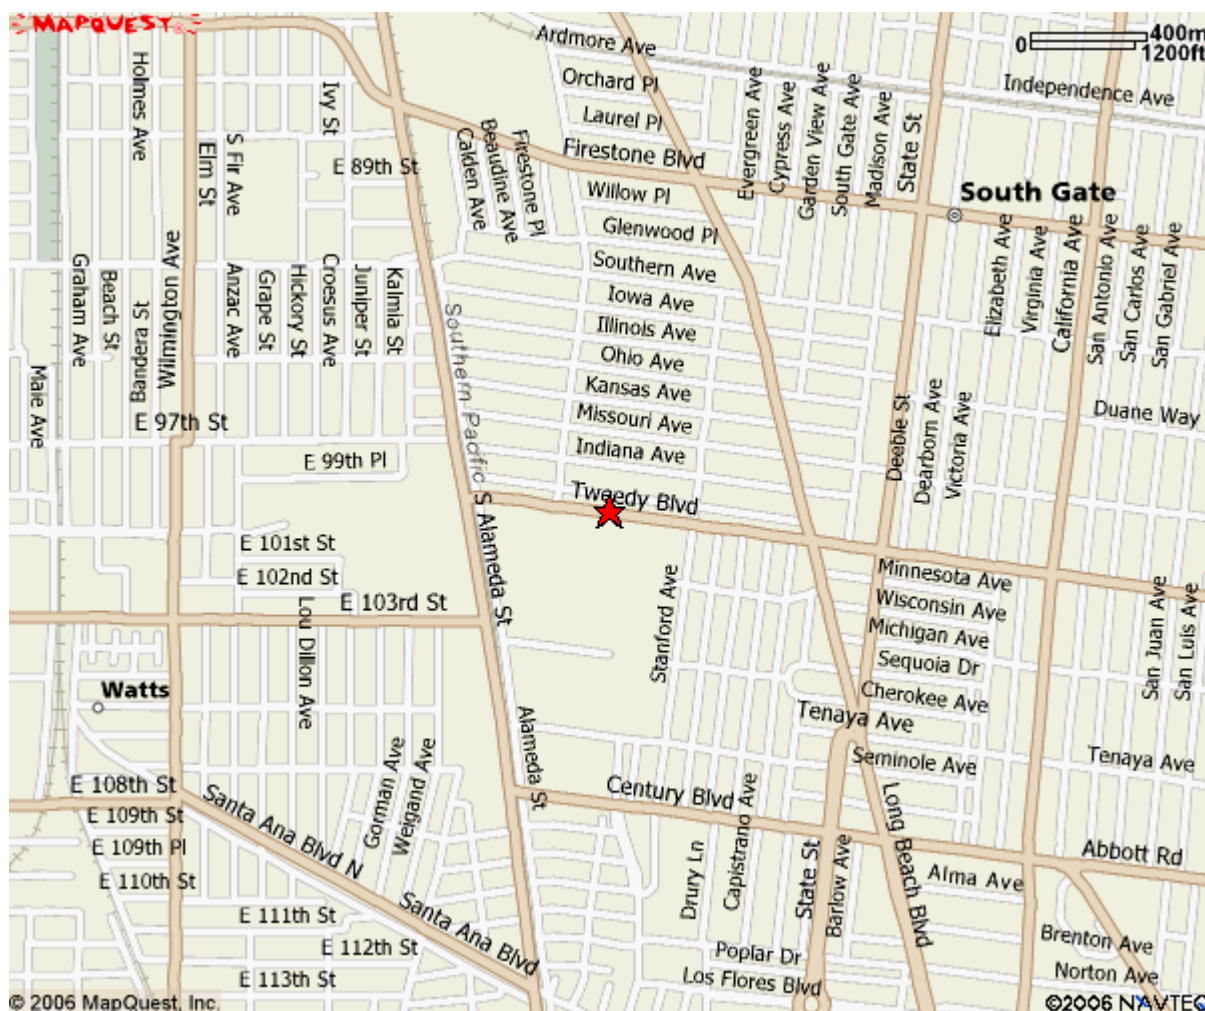 MAPQUEST
400m
0
1200ft
Ardmore Ave
Orchard Pl
Laurel Pl
Independence Ave
Holmes Ave
Ivy St
Elm St
S Fir Ave
E 89th St
Calden Ave
Beaudine Ave
Firestone Pl
Firestone Blvd
Willow Pl
Glenwood Pl
Evergreen Ave
Cypress Ave
Garden View Ave
South Gate Ave
Madison Ave
State St
South Gate
Southern Ave
Iowa Ave
Illinois Ave
Ohio Ave
Kansas Ave
Missouri Ave
Indiana Ave
Graham Ave
Beach St
Bandera St
Wilmington Ave
Anzac Ave
Grape St
Hickory St
Croesus Ave
Juniper St
Kalmia St
Elizabeth Ave
Virginia Ave
California Ave
San Antonio Ave
San Carlos Ave
San Gabriel Ave
Maie Ave
Southern Pacific
Duane Way
E 97th St
E 99th Pl
Deeble St
Dearborn Ave
Victoria Ave
Tweedy Blvd
S Alameda St
E 101st St
E 102nd St
E 103rd St
Lou Dillon Ave
Stanford Ave
Minnesota Ave
Wisconsin Ave
Michigan Ave
Sequoia Dr
Cherokee Ave
Tenaya Ave
San Juan Ave
San Luis Ave
Watts
Alameda St
Seminole Ave
Tenaya Ave
E 108th St
E 109th St
E 109th Pl
E 110th St
Santa Ana Blvd N
Gorman Ave
Weigand Ave
Century Blvd
Capistrano Ave
Drury Ln
State St
Barlow Ave
Long Beach Blvd
Abbott Rd
Alma Ave
E 111th St
E 112th St
E 113th St
Santa Ana Blvd
Poplar Dr
Los Flores Blvd
Brenton Ave
Norton Ave
© 2006 MapQuest, Inc.
©2006 NAVTEQ